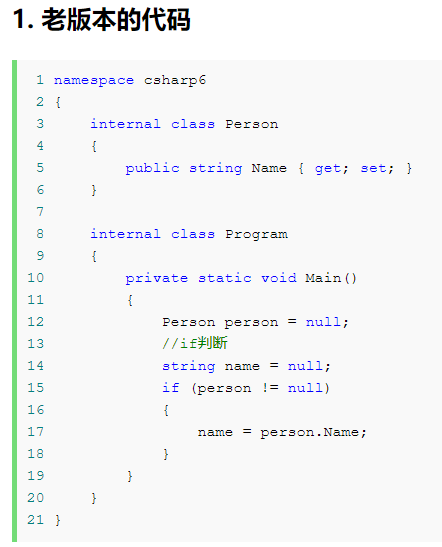 1. 老版本的代码
1 namespace csharp6
2 {
3     internal class Person
4     {
5         public string Name { get; set; }
6     }
7
8     internal class Program
9     {
10         private static void Main()
11         {
12             Person person = null;
13             //if判断
14             string name = null;
15             if (person != null)
16             {
17                 name = person.Name;
18             }
19         }
20     }
21 }